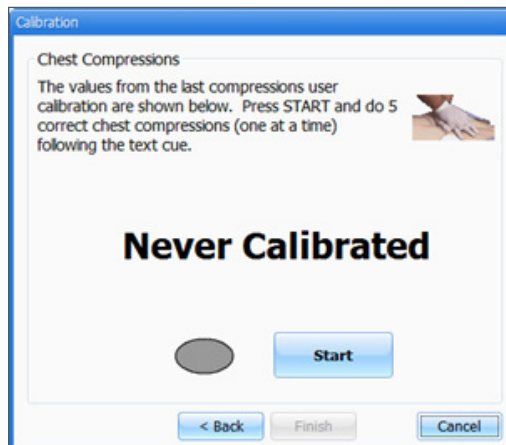 Calibration
Chest Compressions
The values from the last compressions user
calibration are shown below.  Press START and do 5
correct chest compressions (one at a time)
following the text cue.
Never Calibrated
Start
< Back
Finish
Cancel